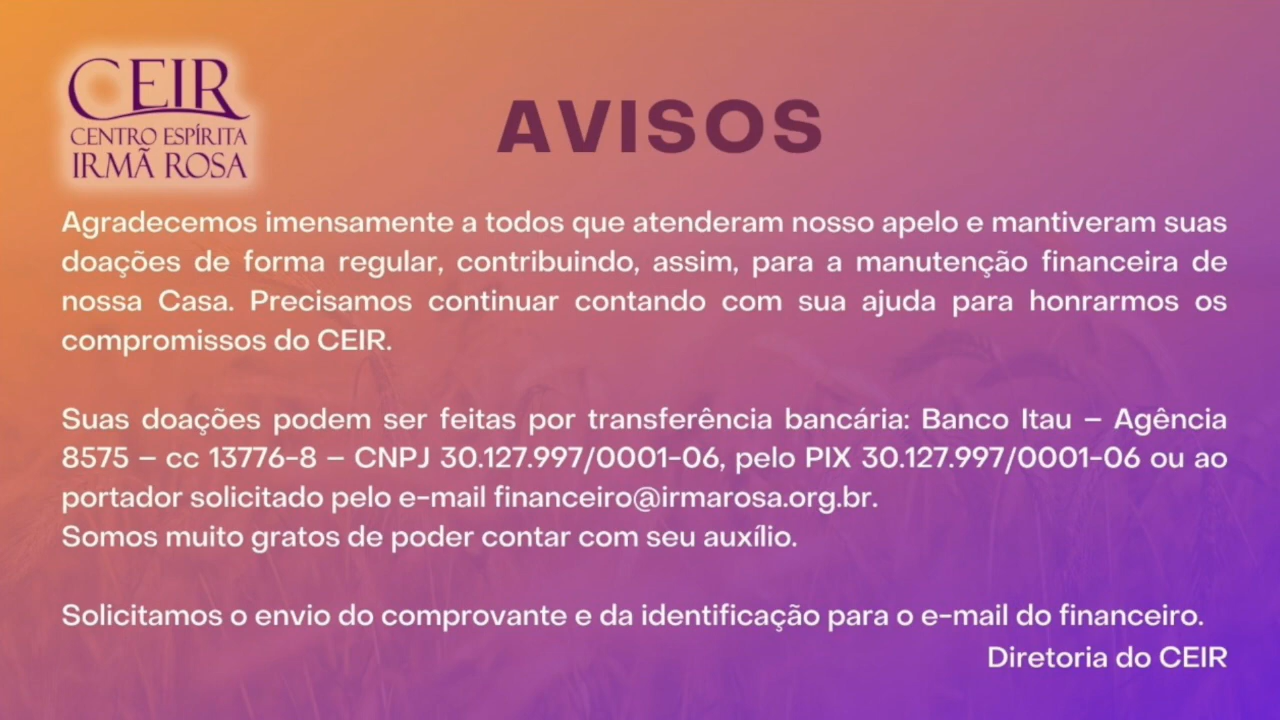 CEIR
CENTRO ESPÍRITA
IRMÃ ROSA
AVISOS
Agradecemos imensamente a todos que atenderam nosso apelo e mantiveram suas
doações de forma regular, contribuindo, assim, para a manutenção financeira de
nossa Casa. Precisamos continuar contando com sua ajuda para honrarmos os
compromissos do CEIR.
Suas doações podem ser feitas por transferência bancária: Banco Itau – Agência
8575 – cc 13776-8 – CNPJ 30.127.997/0001-06, pelo PIX 30.127.997/0001-06 ou ao
portador solicitado pelo e-mail financeiro@irmarosa.org.br.
Somos muito gratos de poder contar com seu auxílio.
Solicitamos o envio do comprovante e da identificação para o e-mail do financeiro.
Diretoria do CEIR